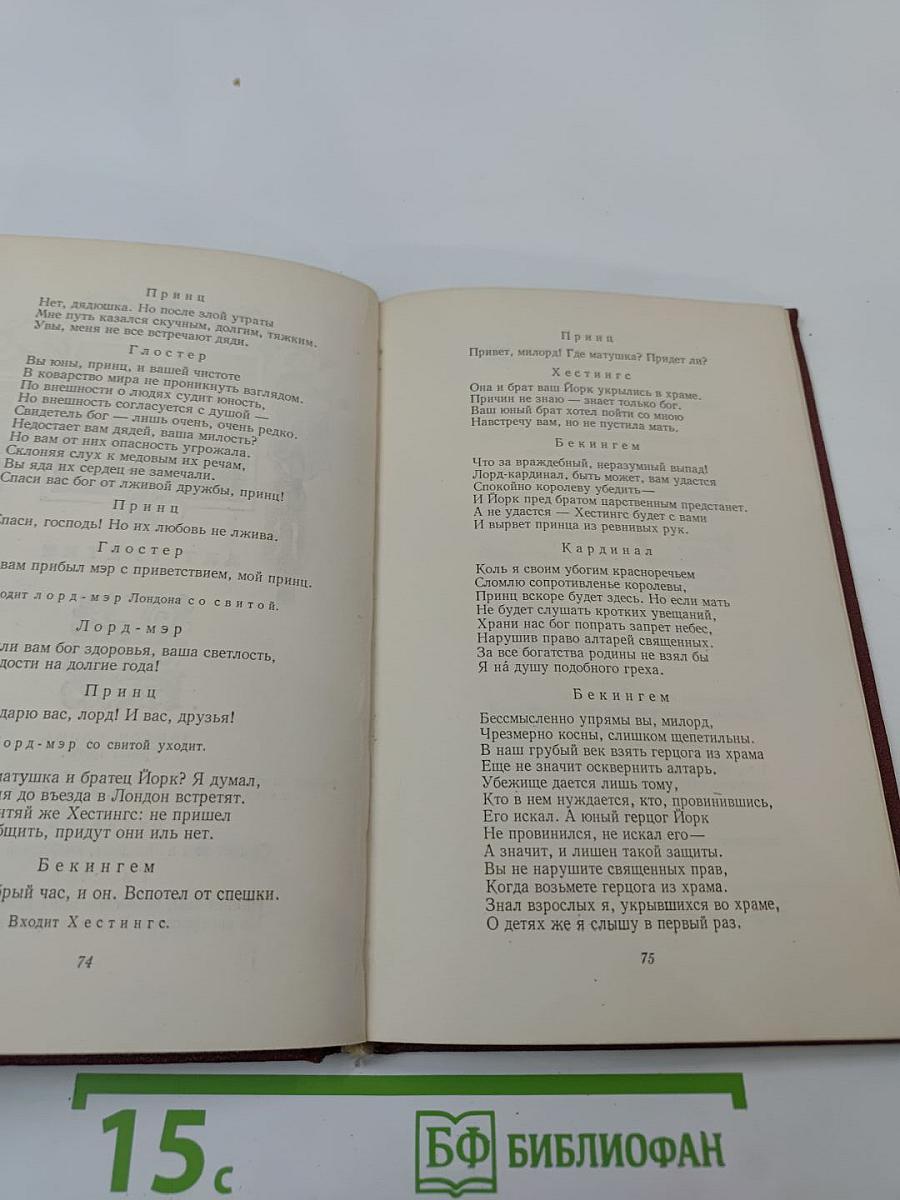 Принц
Нет, дядюшка. Но после злой утраты
Мне путь казался скучным, долгим, тяжким.
Увы, меня не все встречают дяди.
Глостер
Вы юны, принц, и вашей чистоте
В коварство мира не проникнуть взглядом.
По внешности о людях судит юность,
Но внешность согласуется с душой —
Свидетель бог — лишь очень, очень редко.
Недостает вам дядей, ваша милость?
Но вам от них опасность угрожала.
Склоняя слух к медовым их речам,
Вы яда их сердец не замечали.
Спаси вас бог от лживой дружбы, принц!
Принц
Спаси, господь! Но их любовь не лжива.
Глостер
вам прибыл мэр с приветствием, мой принц.
одит лорд-мэр Лондона со свитой.
Лорд-мэр
ли вам бог здоровья, ваша светлость,
дости на долгие года!
Принц
дарю вас, лорд! И вас, друзья!
орд-мэр со свитой уходит.
матушка и братец Йорк? Я думал,
ня до въезда в Лондон встретят.
нтяй же Хестингс: не пришел
бщить, придут они иль нет.
Бекингем
брый час, и он. Вспотел от спешки.
Входит Хестингс.
74
Принц
Привет, милорд! Где матушка? Придет ли?
Хестингс
Она и брат ваш Йорк укрылись в храме.
Причин не знаю — знает только бог.
Ваш юный брат хотел пойти со мною
Навстречу вам, но не пустила мать.
Бекингем
Что за враждебный, неразумный выпад!
Лорд-кардинал, быть может, вам удастся
Спокойно королеву убедить—
И Йорк пред братом царственным предстанет.
А не удастся — Хестингс будет с вами
И вырвет принца из ревнивых рук.
Кардинал
Коль я своим убогим красноречьем
Сломлю сопротивленье королевы,
Принц вскоре будет здесь. Но если мать
Не будет слушать кротких увещаний,
Храни нас бог попрать запрет небес,
Нарушив право алтарей священных.
За все богатства родины не взял бы
Я на́ душу подобного греха.
Бекингем
Бессмысленно упрямы вы, милорд,
Чрезмерно косны, слишком щепетильны.
В наш грубый век взять герцога из храма
Еще не значит осквернить алтарь.
Убежище дается лишь тому,
Кто в нем нуждается, кто, провинившись,
Его искал. А юный герцог Йорк
Не провинился, не искал его—
А значит, и лишен такой защиты.
Вы не нарушите священных прав,
Когда возьмете герцога из храма.
Знал взрослых я, укрывшихся во храме,
О детях же я слышу в первый раз.
75
15 с
БФ БИБЛИОФАН